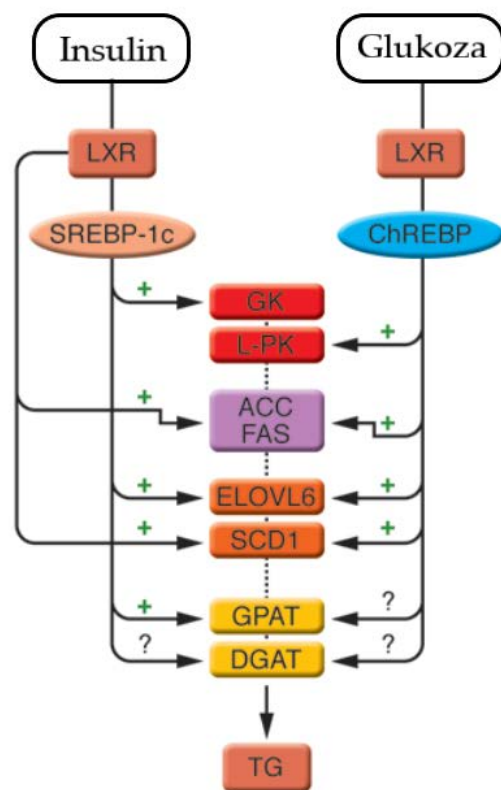 Insulin Glukoza
LXR LXR
SREBP-1c ChREBP
+ GK
L-PK +
+ ACC +
FAS
+ ELOVL6 +
SCD1 +
+ GPAT ?
? DGAT ?
TG